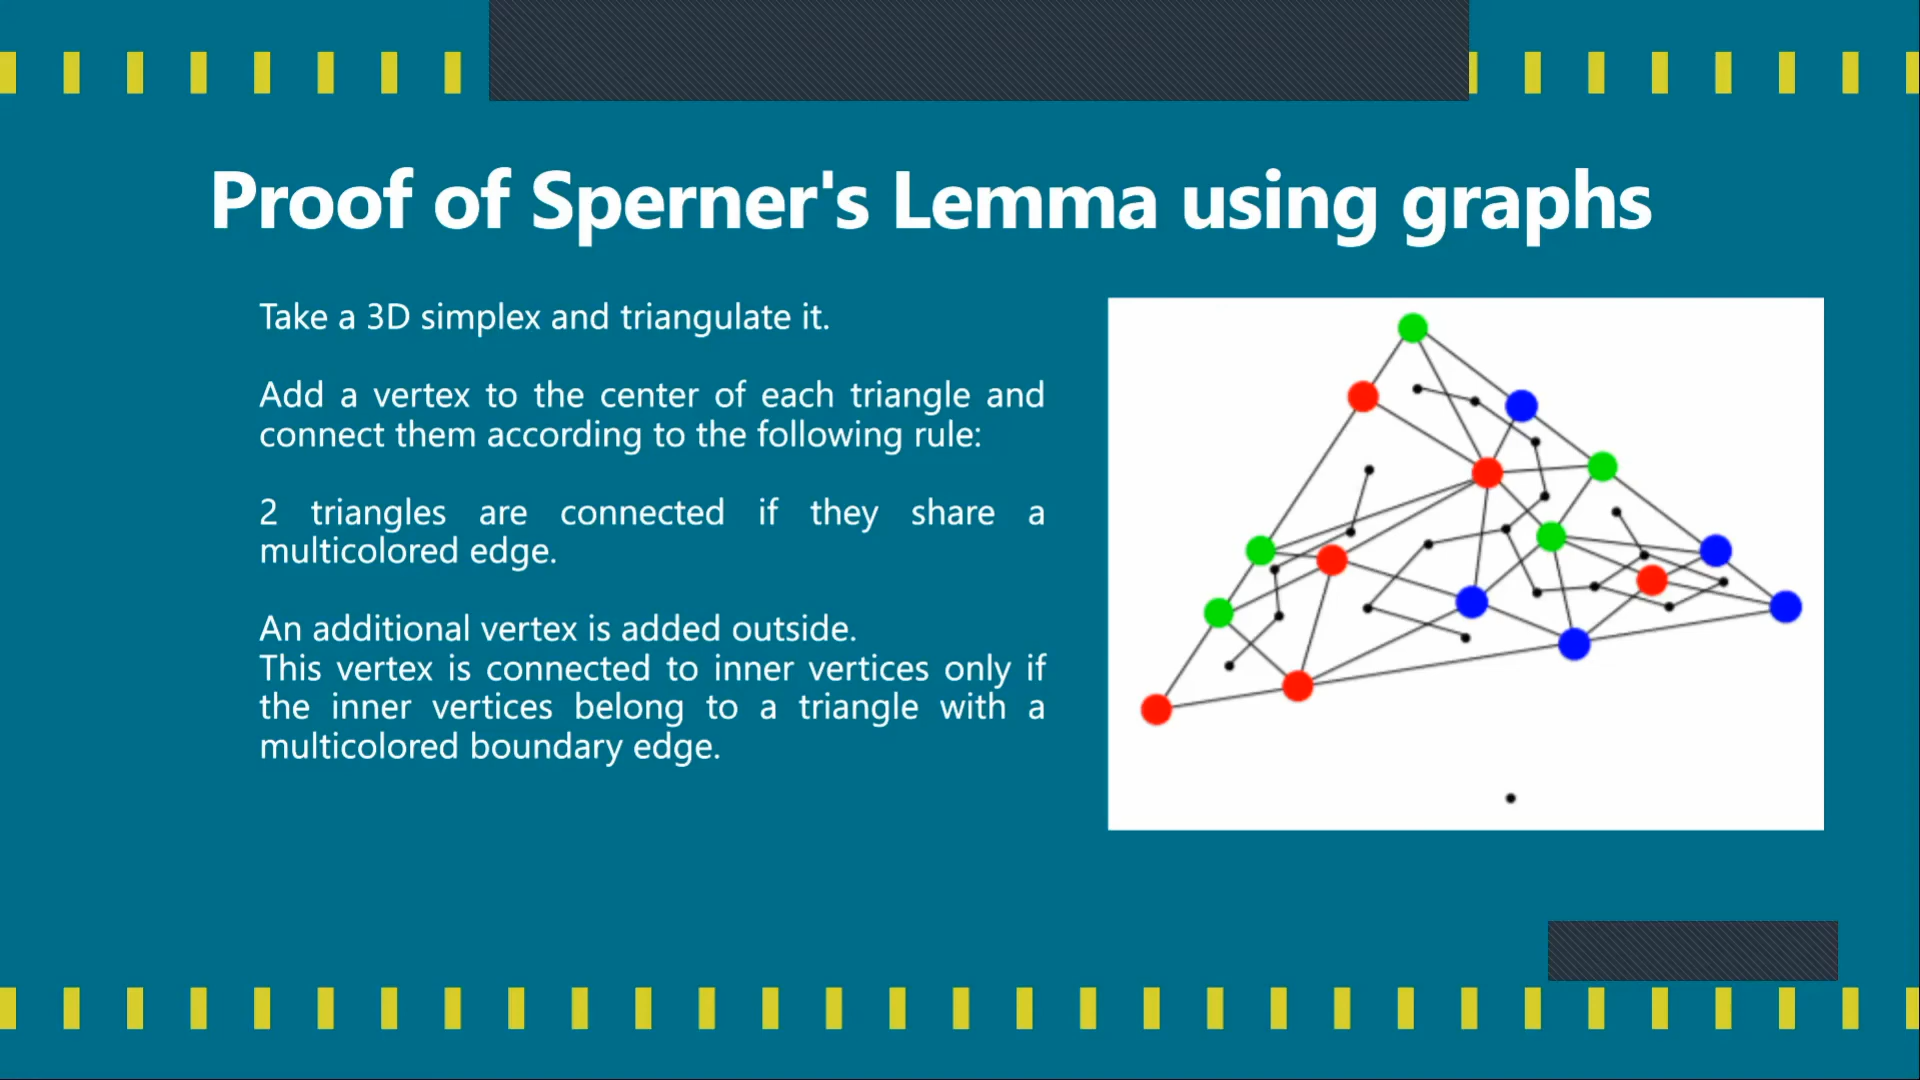 Proof of Sperner's Lemma using graphs
Take a 3D simplex and triangulate it.
Add a vertex to the center of each triangle and
connect them according to the following rule:
2 triangles are connected if they share a
multicolored edge.
An additional vertex is added outside.
This vertex is connected to inner vertices only if
the inner vertices belong to a triangle with a
multicolored boundary edge.